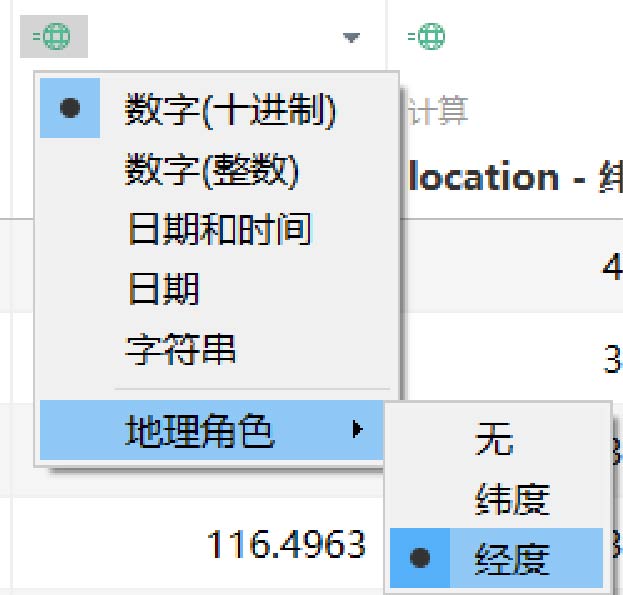 数字(十进制)
数字(整数)
日期和时间
日期
字符串
地理角色
无
纬度
经度
116.4963
计算
location - 纬
4
3